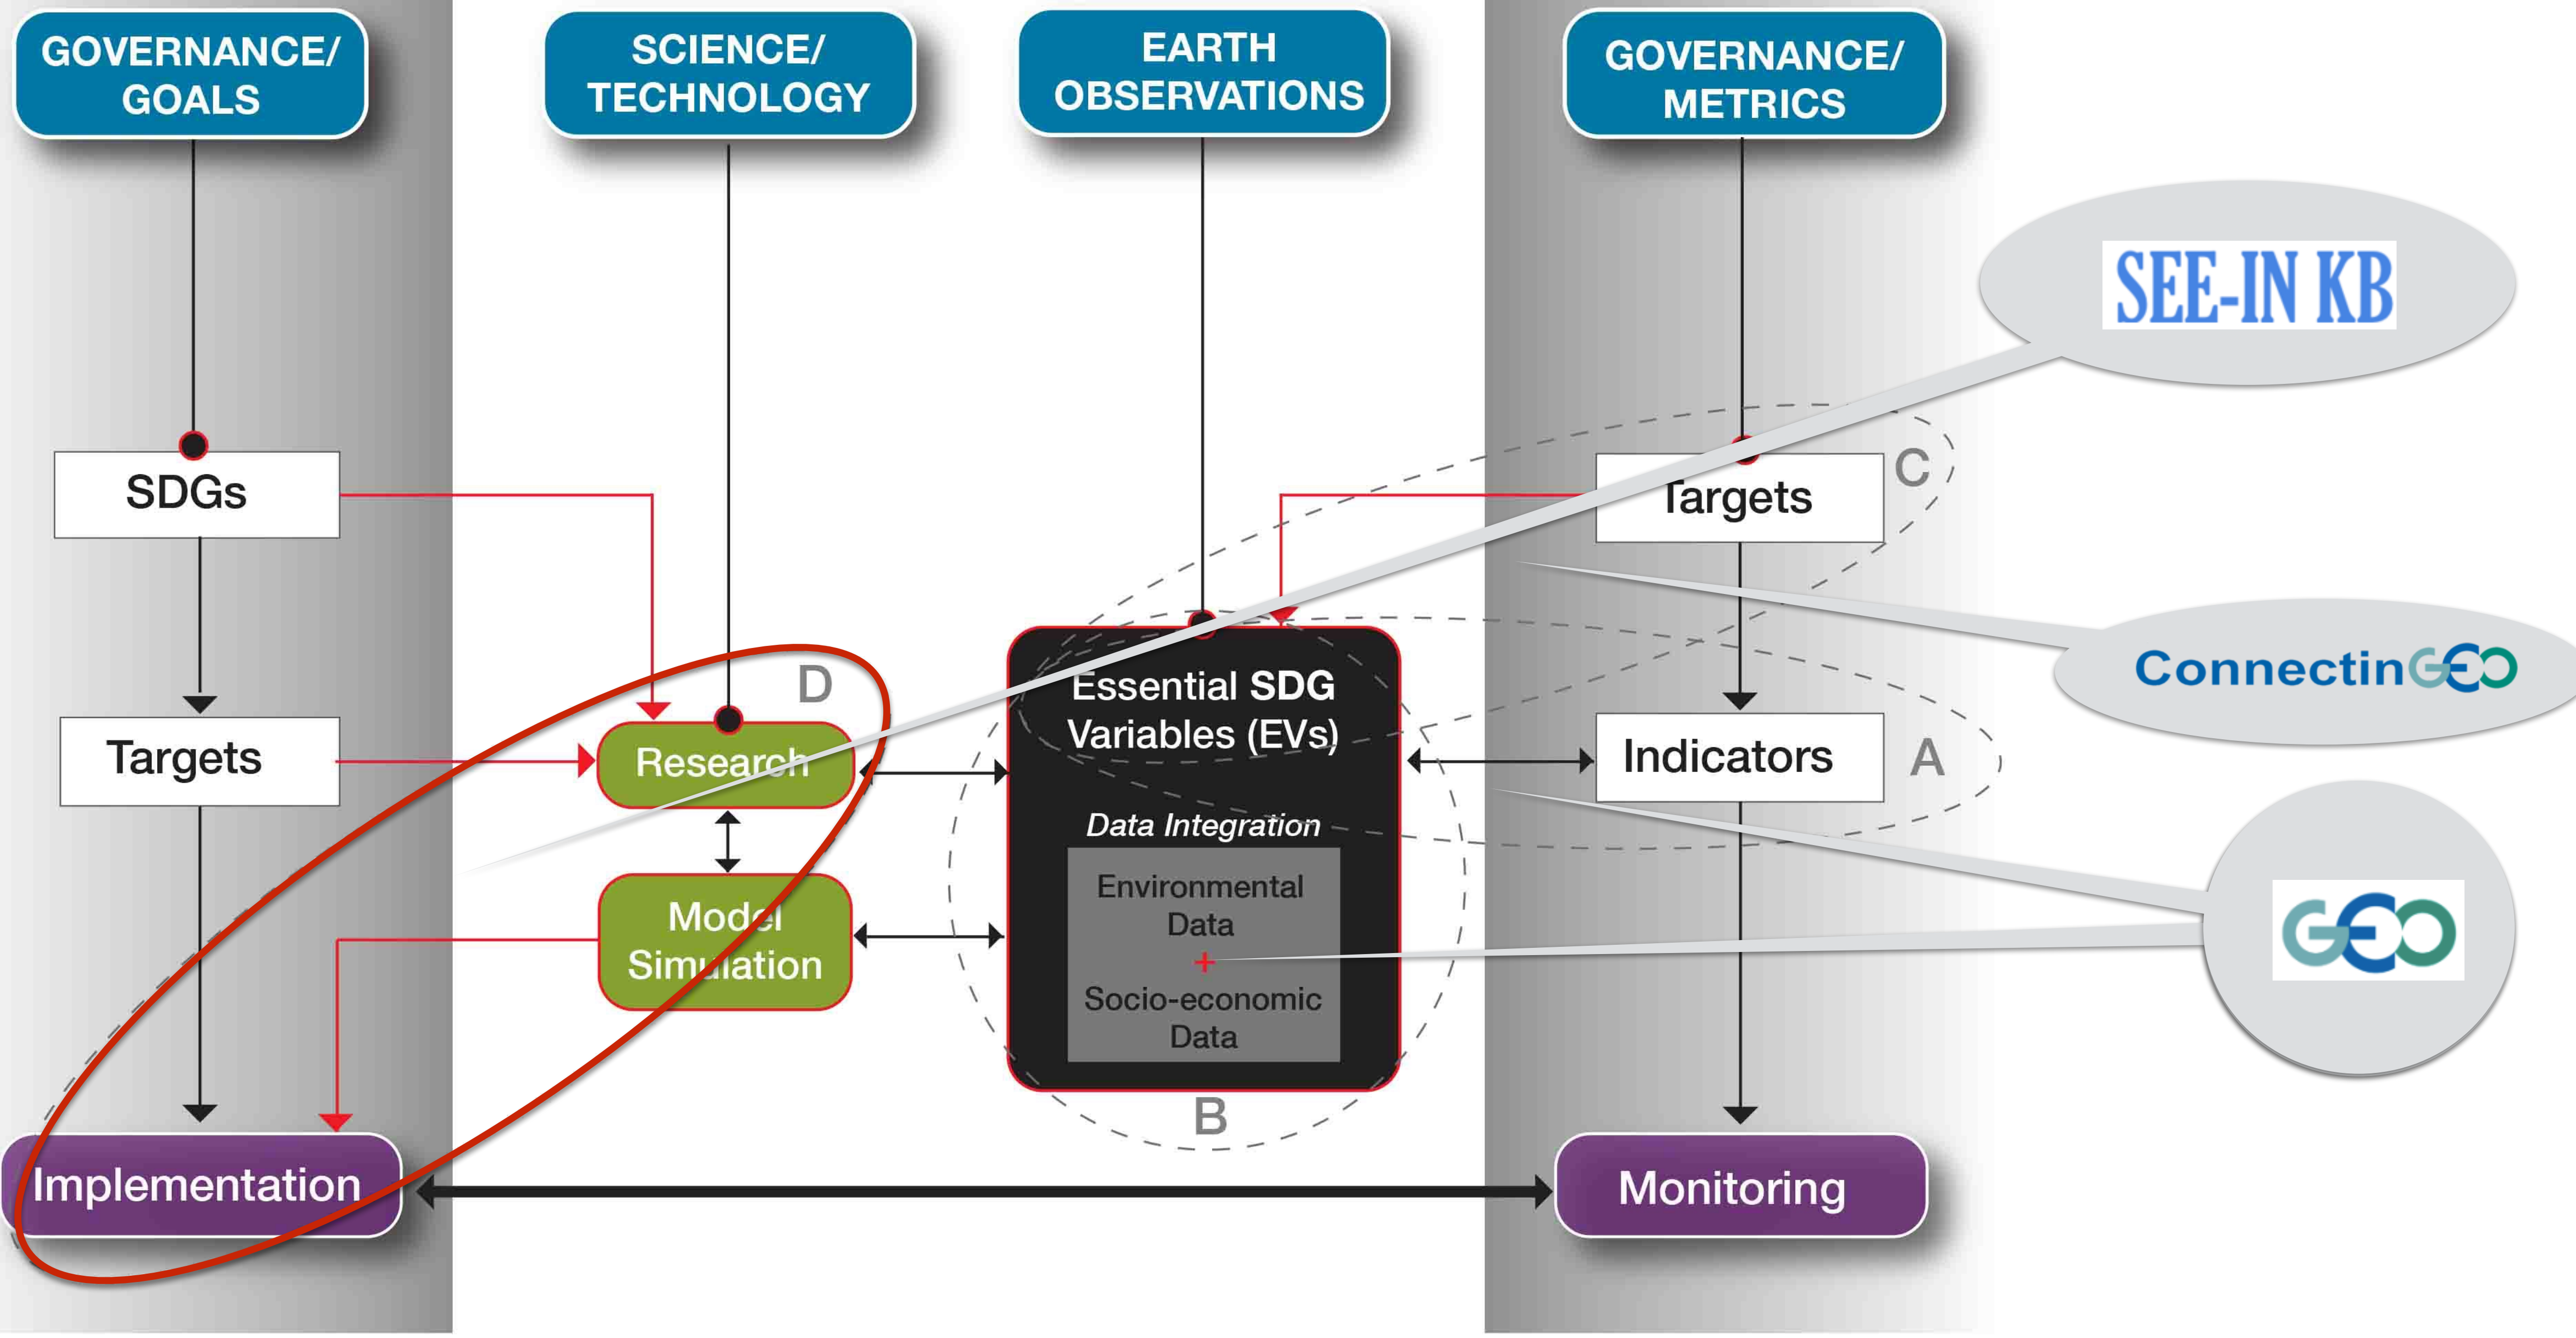 GOVERNANCE/
GOALS
SCIENCE/
TECHNOLOGY
EARTH
OBSERVATIONS
GOVERNANCE/
METRICS
SEE-IN KB
SDGs
Targets
C
ConnectinGEO
Targets
D
Research
Essential SDG
Variables (EVs)
Indicators
A
Data Integration
Environmental
Data
+
Socio-economic
Data
Model
Simulation
GEO
B
Implementation
Monitoring